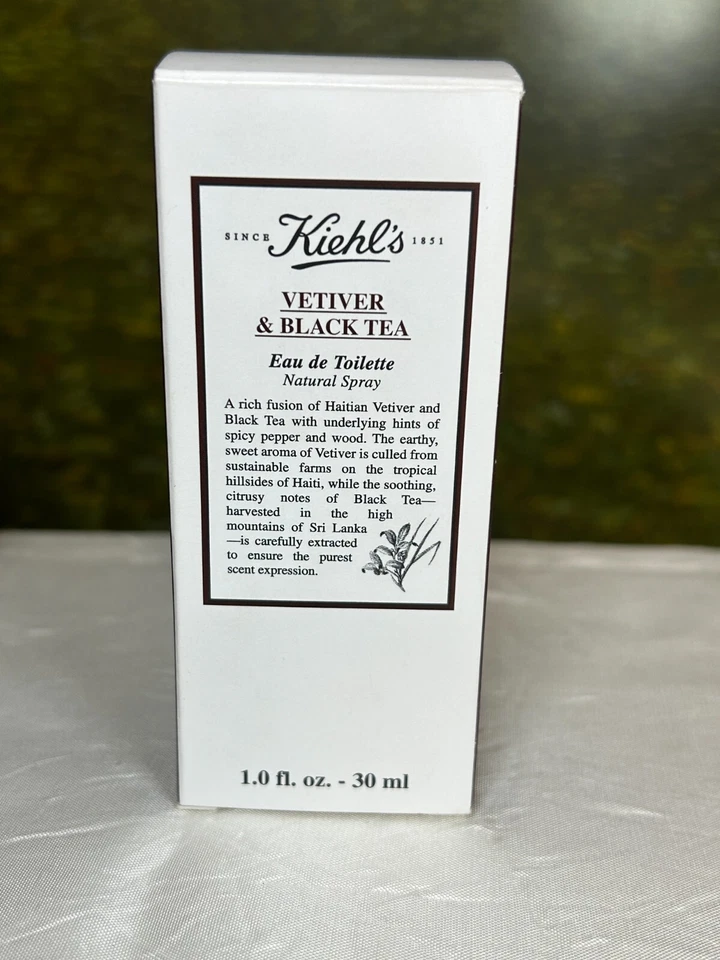 SINCE Kiehl's 1851
VETIVER
& BLACK TEA
Eau de Toilette
Natural Spray
A rich fusion of Haitian Vetiver and
Black Tea with underlying hints of
spicy pepper and wood. The earthy,
sweet aroma of Vetiver is culled from
sustainable farms on the tropical
hillsides of Haiti, while the soothing,
citrusy notes of Black Tea—
harvested in the high
mountains of Sri Lanka
—is carefully extracted
to ensure the purest
scent expression.
1.0 fl. oz. - 30 ml